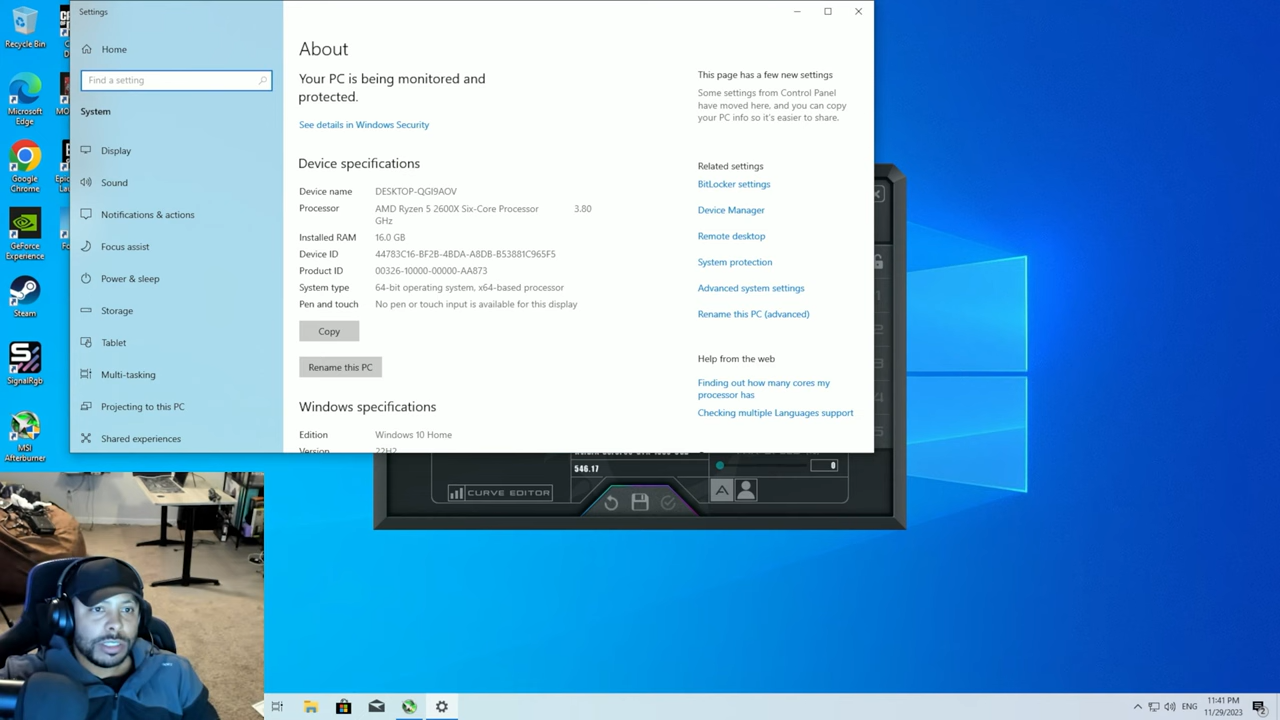 Settings
Home
Find a setting
System
Display
Sound
Notifications & actions
Focus assist
Power & sleep
Storage
Tablet
Multi-tasking
Projecting to this PC
Shared experiences
About
Your PC is being monitored and
protected.
See details in Windows Security
Device specifications
Device name DESKTOP-QGI9AOV
Processor AMD Ryzen 5 2600X Six-Core Processor 3.80
GHz
Installed RAM 16.0 GB
Device ID 44783C16-BF2B-4BDA-A8DB-B53881C965F5
Product ID 00326-10000-00000-AA873
System type 64-bit operating system, x64-based processor
Pen and touch No pen or touch input is available for this display
Copy
Rename this PC
Windows specifications
Edition Windows 10 Home
Version 22H2
This page has a few new settings
Some settings from Control Panel
have moved here, and you can copy
your PC info so it's easier to share.
Related settings
BitLocker settings
Device Manager
Remote desktop
System protection
Advanced system settings
Rename this PC (advanced)
Help from the web
Finding out how many cores my
processor has
Checking multiple Languages support
Recycle Bin
Microsoft
Edge
Google
Chrome
GeForce
Experience
Steam
SignalRgb
MSI
Afterburner
546.17
0
CURVE EDITOR
A
ENG
11:41 PM
11/29/2023
2